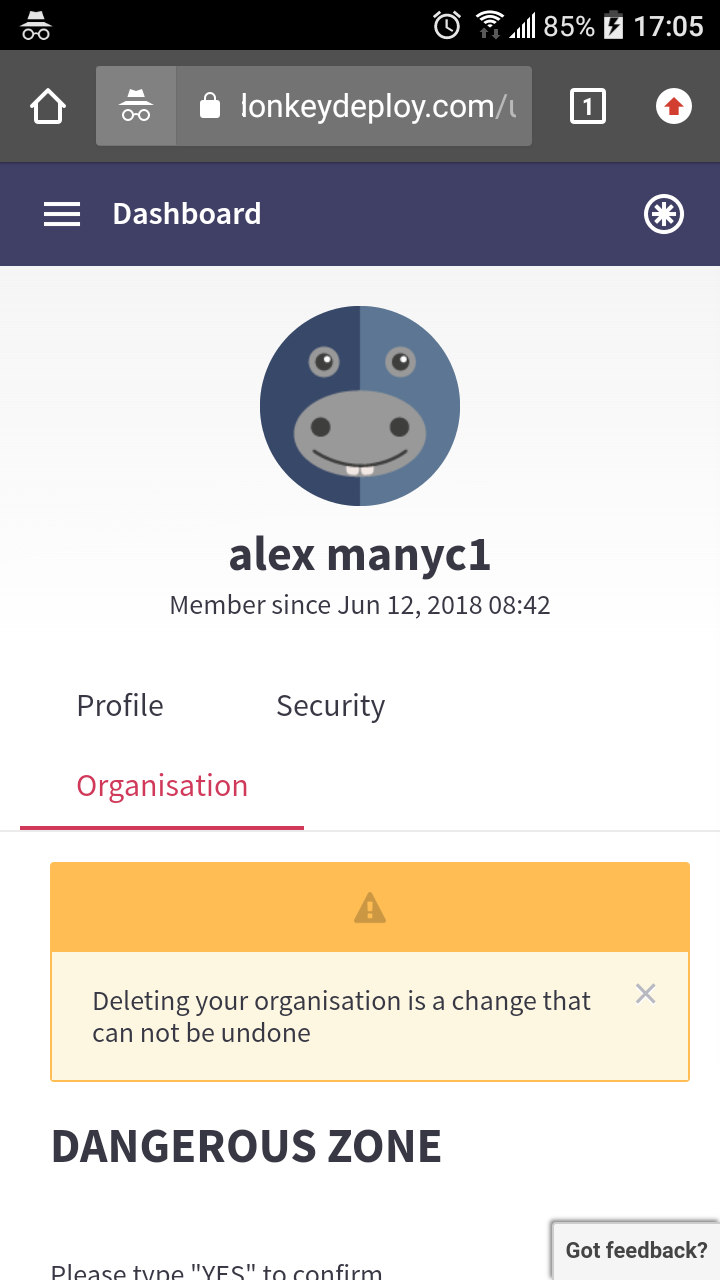 85% 17:05
lonkeydeploy.com/u
1
Dashboard
alex manyc1
Member since Jun 12, 2018 08:42
Profile Security
Organisation
Deleting your organisation is a change that
can not be undone
DANGEROUS ZONE
Got feedback?
Please type "YES" to confirm